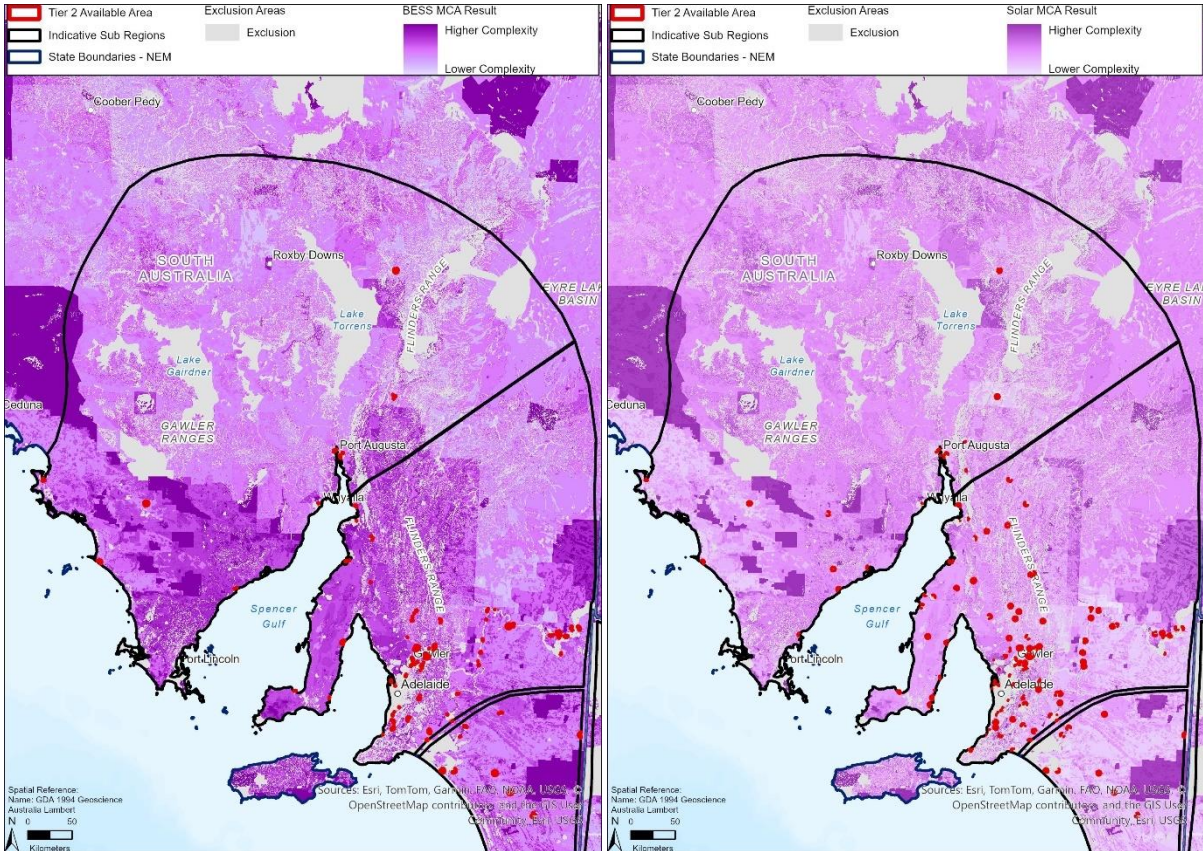 Tier 2 Available Area
Exclusion Areas
BESS MCA Result
Indicative Sub Regions
Exclusion
Higher Complexity
State Boundaries - NEM
Lower Complexity
Coober Pedy
SOUTH
AUSTRALIA
Roxby Downs
FLINDERS RANGE
EYRE LAK
BASIN
Lake
Torrens
Lake
Gairdner
Ceduna
GAWLER
RANGES
Port Augusta
Whyalla
FLINDERS RANGE
Spencer
Gulf
Gawler
Port Lincoln
Adelaide
Spatial Reference:
Name: GDA 1994 Geoscience
Australia Lambert
N 0 50
Kilometers
Sources: Esri, TomTom, Garmin, FAO, NOAA, USGS, ©
OpenStreetMap contributors, and the GIS User
Community, Esri, USGS
Tier 2 Available Area
Exclusion Areas
Solar MCA Result
Indicative Sub Regions
Exclusion
Higher Complexity
State Boundaries - NEM
Lower Complexity
Coober Pedy
SOUTH
AUSTRALIA
Roxby Downs
FLINDERS RANGE
EYRE LAK
BASIN
Lake
Torrens
Lake
Gairdner
Ceduna
GAWLER
RANGES
Port Augusta
Whyalla
FLINDERS RANGE
Spencer
Gulf
Gawler
Port Lincoln
Adelaide
Spatial Reference:
Name: GDA 1994 Geoscience
Australia Lambert
N 0 50
Kilometers
Sources: Esri, TomTom, Garmin, FAO, NOAA, USGS, ©
OpenStreetMap contributors, and the GIS User
Community, Esri, USGS